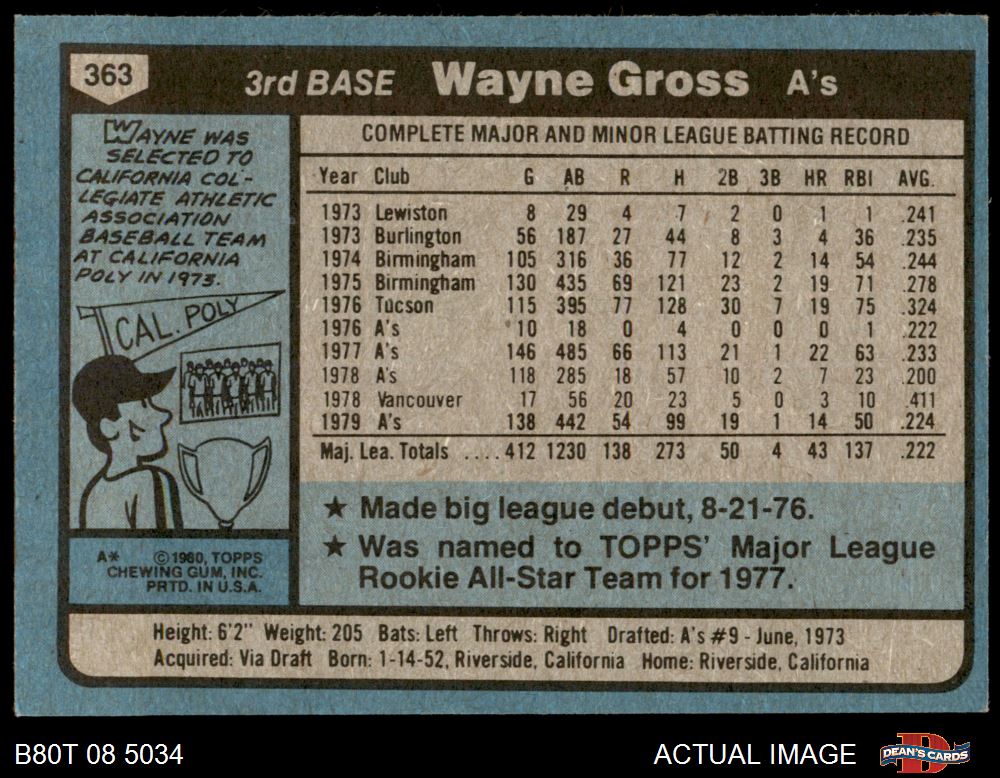 363
3rd BASE Wayne Gross A's
WAYNE WAS
SELECTED TO
CALIFORNIA COL-
LEGIATE ATHLETIC
ASSOCIATION
BASEBALL TEAM
AT CALIFORNIA
POLY IN 1973.
CAL. POLY
A* ©1980, TOPPS
CHEWING GUM, INC.
PRTD. IN U.S.A.
COMPLETE MAJOR AND MINOR LEAGUE BATTING RECORD
Year Club G AB R H 2B 3B HR RBI AVG.
1973 Lewiston 8 29 4 7 2 0 1 1 .241
1973 Burlington 56 187 27 44 8 3 4 36 .235
1974 Birmingham 105 316 36 77 12 2 14 54 .244
1975 Birmingham 130 435 69 121 23 2 19 71 .278
1976 Tucson 115 395 77 128 30 7 19 75 .324
1976 A's 10 18 0 4 0 0 0 1 .222
1977 A's 146 485 66 113 21 1 22 63 .233
1978 A's 118 285 18 57 10 2 7 23 .200
1978 Vancouver 17 56 20 23 5 0 3 10 .411
1979 A's 138 442 54 99 19 1 14 50 .224
Maj. Lea. Totals ....412 1230 138 273 50 4 43 137 .222
★ Made big league debut, 8-21-76.
★ Was named to TOPPS' Major League
Rookie All-Star Team for 1977.
Height: 6'2" Weight: 205 Bats: Left Throws: Right Drafted: A's #9 - June, 1973
Acquired: Via Draft Born: 1-14-52, Riverside, California Home: Riverside, California
B80T 08 5034
ACTUAL IMAGE
DEAN'S CARDS